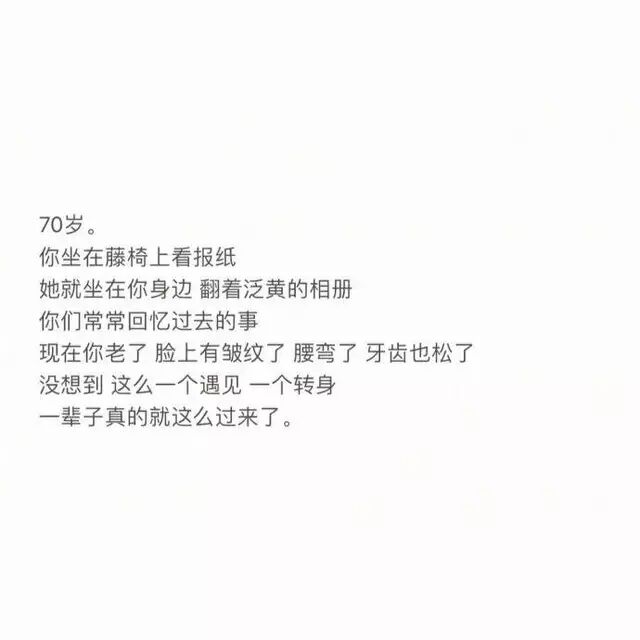 70岁。
你坐在藤椅上看报纸
她就坐在你身边 翻着泛黄的相册
你们常常回忆过去的事
现在你老了 脸上有皱纹了 腰弯了 牙齿也松了
没想到 这么一个遇见 一个转身
一辈子真的就这么过来了。